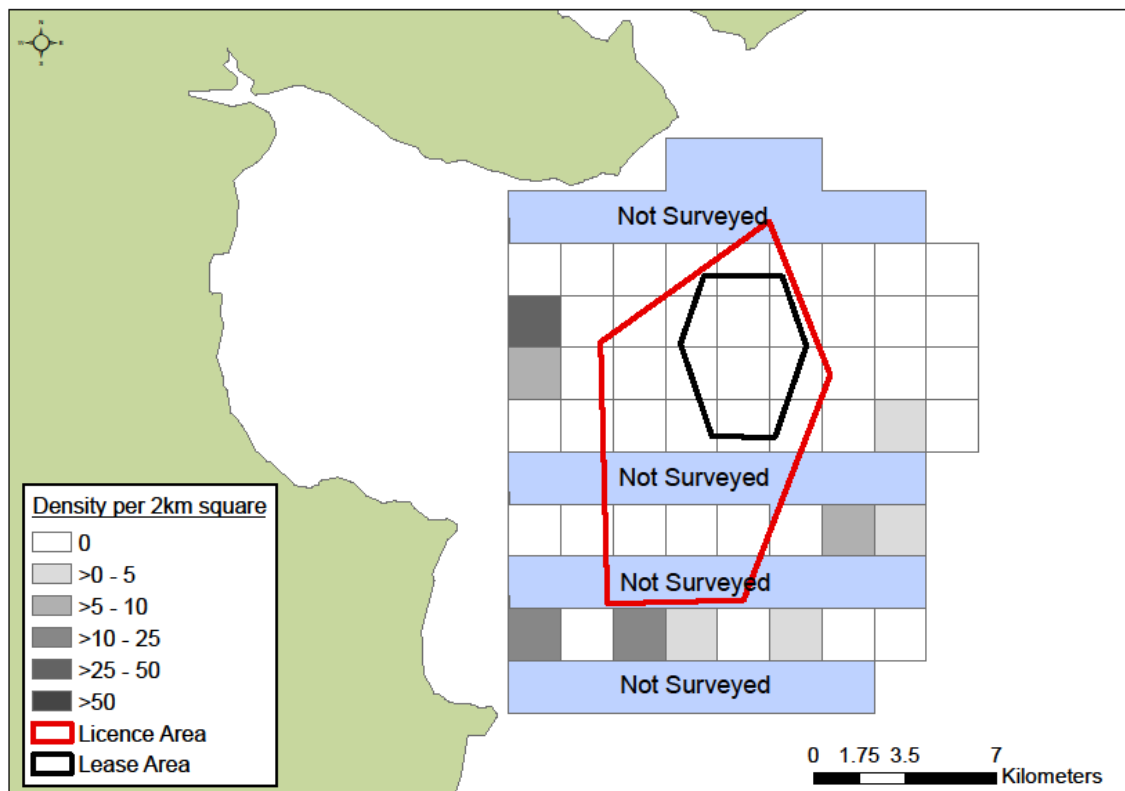 N
W E
S
Not Surveyed
Not Surveyed
Not Surveyed
Not Surveyed
Density per 2km square
0
>0 - 5
>5 - 10
>10 - 25
>25 - 50
>50
Licence Area
Lease Area
0 1.75 3.5 7
Kilometers